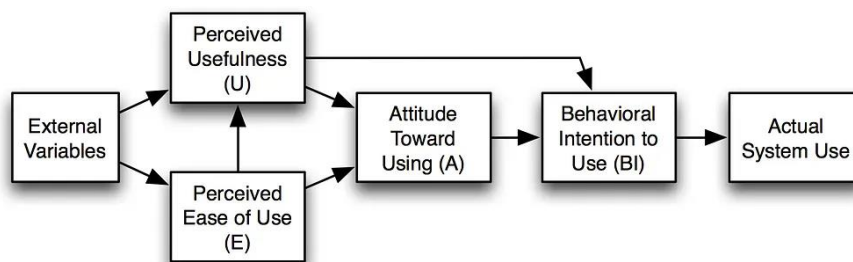 External
Variables
Perceived
Usefulness
(U)
Perceived
Ease of Use
(E)
Attitude
Toward
Using (A)
Behavioral
Intention to
Use (BI)
Actual
System Use